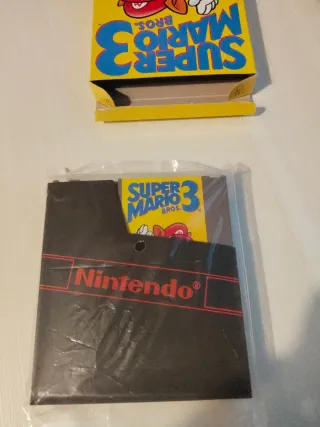 SUPER
MARIO
BROS.
3
SUPER
MARIO 3
BROS.
Nintendo®